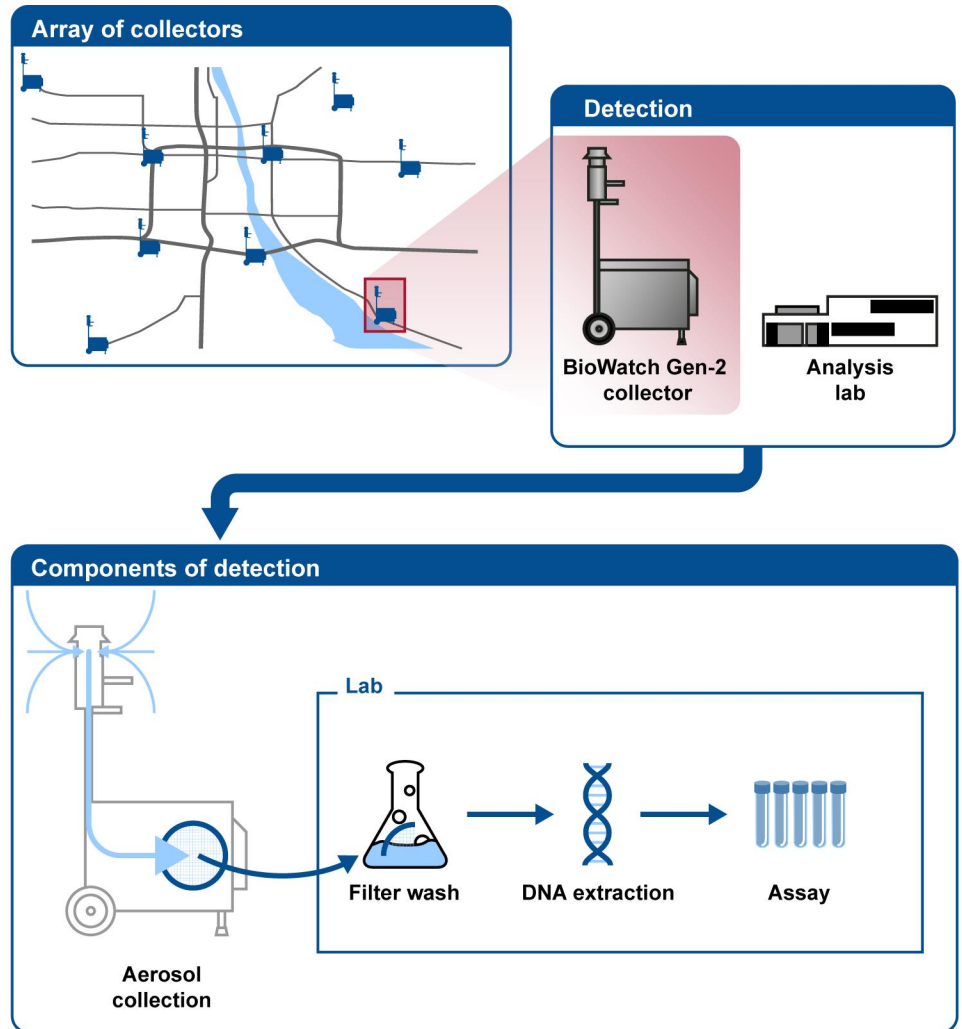 Array of collectors
Detection
BioWatch Gen-2
collector
Analysis
lab
Components of detection
Lab
Filter wash
DNA extraction
Assay
Aerosol
collection